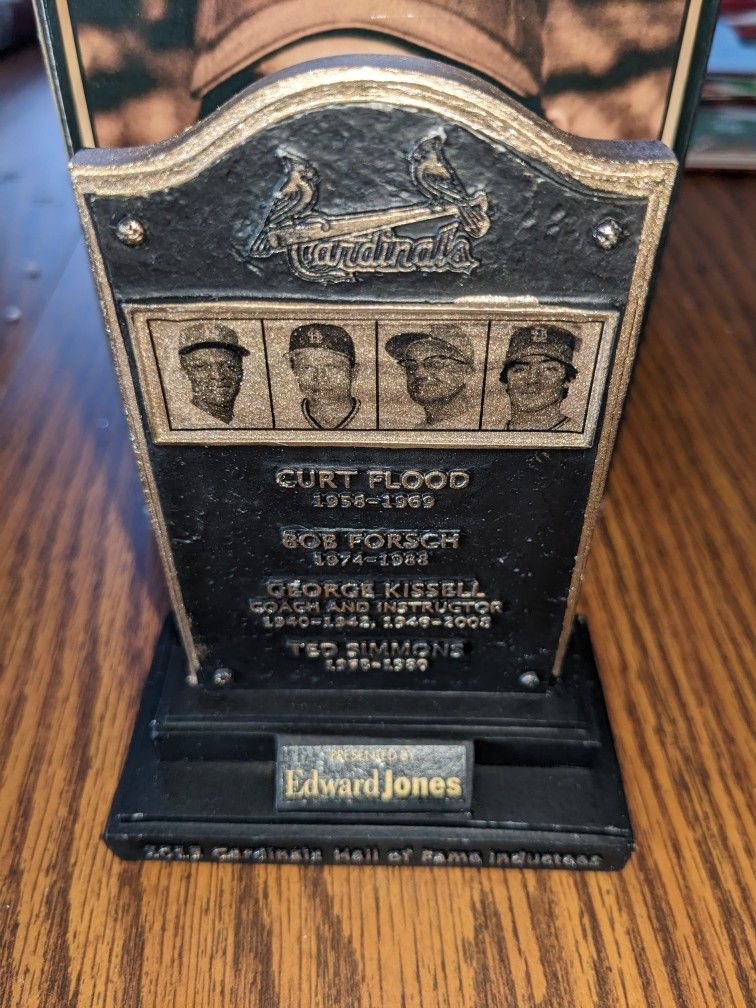 Cardinals
CURT FLOOD
1958-1969
BOB FORSCH
1974-1988
GEORGE KISSELL
COACH AND INSTRUCTOR
1940-1942, 1946-2008
TED SIMMONS
PRESENTED BY
Edward Jones
Cardinals Hall of Fame Inductees